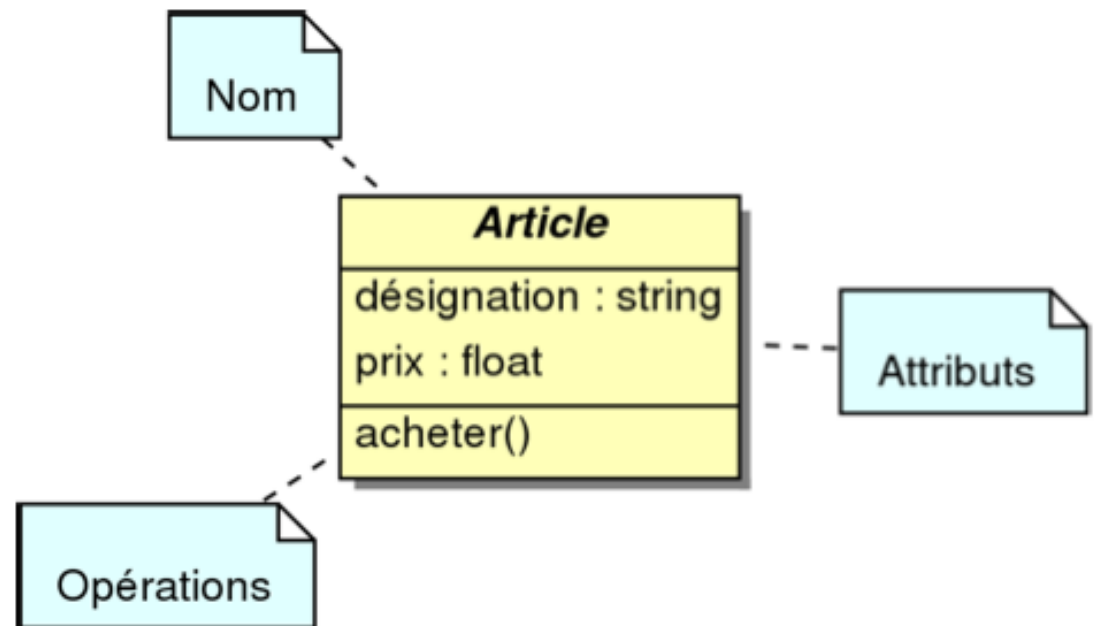 Nom
Article
désignation : string
prix : float
Attributs
acheter()
Opérations